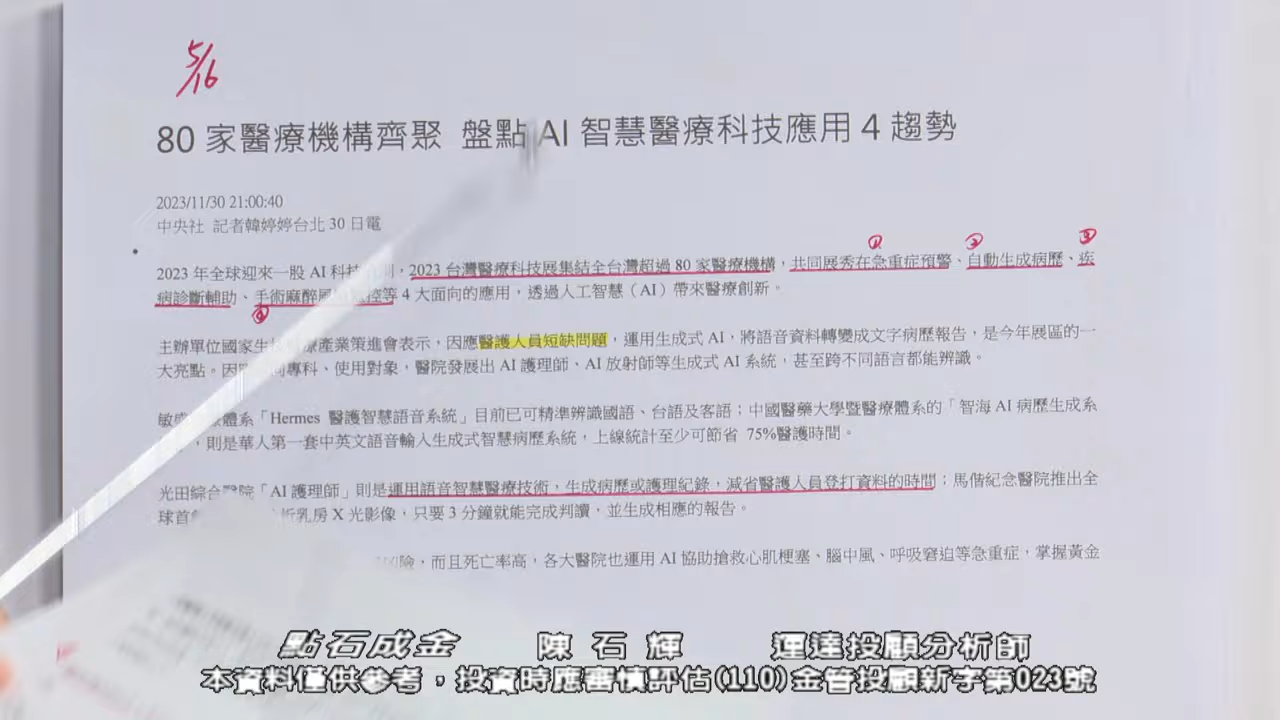 5/16
80 家醫療機構齊聚 盤點 AI 智慧醫療科技應用 4 趨勢
2023/11/30 21:00:40
中央社 記者韓婷婷台北 30 日電
① ② ③
2023 年全球迎來一股 AI 科技 ，2023 台灣醫療科技展集結全台灣超過 80 家醫療機構，共同展秀在急重症預警、自動生成病歷、疾
病診斷輔助、手術麻醉 等 4 大面向的應用，透過人工智慧（AI）帶來醫療創新。
④
主辦單位國家生 療產業策進會表示，因應醫護人員短缺問題，運用生成式 AI，將語音資料轉變成文字病歷報告，是今年展區的一
大亮點。因 同專科、使用對象，醫院發展出 AI 護理師、AI 放射師等生成式 AI 系統，甚至跨不同語言都能辨識。
敏 體系「Hermes 醫護智慧語音系統」目前已可精準辨識國語、台語及客語；中國醫藥大學暨醫療體系的「智海 AI 病歷生成系
，則是華人第一套中英文語音輸入生成式智慧病歷系統，上線統計至少可節省 75%醫護時間。
光田綜合醫院「AI 護理師」則是運用語音智慧醫療技術，生成病歷或護理紀錄，減省醫護人員登打資料的時間；馬偕紀念醫院推出全
球首 析乳房 X 光影像，只要 3 分鐘就能完成判讀，並生成相應的報告。
險，而且死亡率高，各大醫院也運用 AI 協助搶救心肌梗塞、腦中風、呼吸窘迫等急重症，掌握黃金
點石成金 陳石輝 運達投顧分析師
本資料僅供參考，投資時應審慎評估(110)金管投顧新字第023號